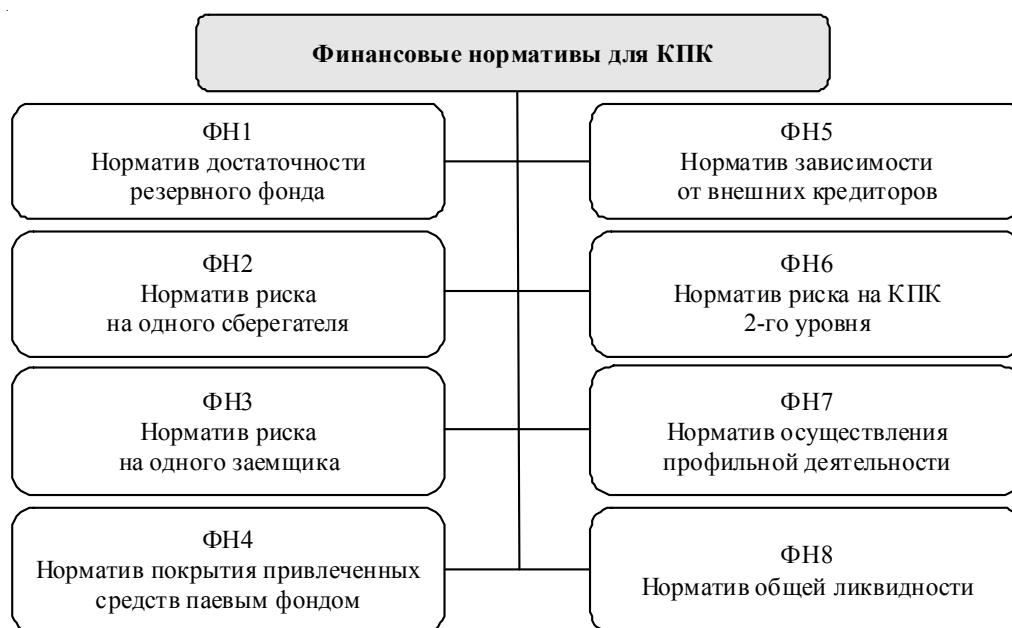 Финансовые нормативы для КПК
ФН1
Норматив достаточности
резервного фонда
ФН2
Норматив риска
на одного сберегателя
ФН3
Норматив риска
на одного заемщика
ФН4
Норматив покрытия привлеченных
средств паевым фондом
ФН5
Норматив зависимости
от внешних кредиторов
ФН6
Норматив риска на КПК
2-го уровня
ФН7
Норматив осуществления
профильной деятельности
ФН8
Норматив общей ликвидности